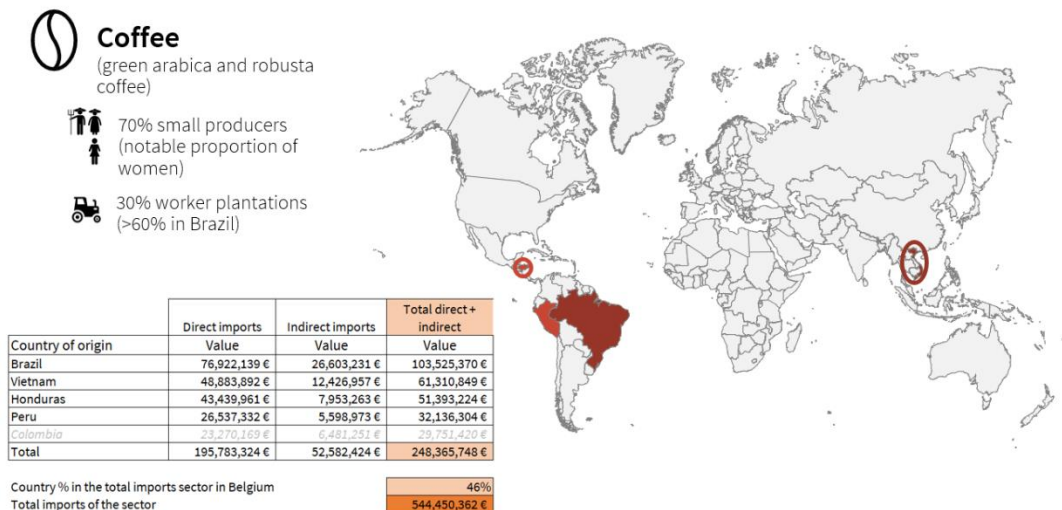 Coffee
(green arabica and robusta
coffee)
70% small producers
(notable proportion of
women)
30% worker plantations
(>60% in Brazil)
Total direct +
Direct imports Indirect imports indirect
Country of origin Value Value Value
Brazil 76,922,139 € 26,603,231 € 103,525,370 €
Vietnam 48,883,892 € 12,426,957 € 61,310,849 €
Honduras 43,439,961 € 7,953,263 € 51,393,224 €
Peru 26,537,332 € 5,598,973 € 32,136,304 €
Colombia 23,270,169 € 6,481,251 € 29,751,420 €
Total 195,783,324 € 52,582,424 € 248,365,748 €
Country % in the total imports sector in Belgium 46%
Total imports of the sector 544,450,362 €